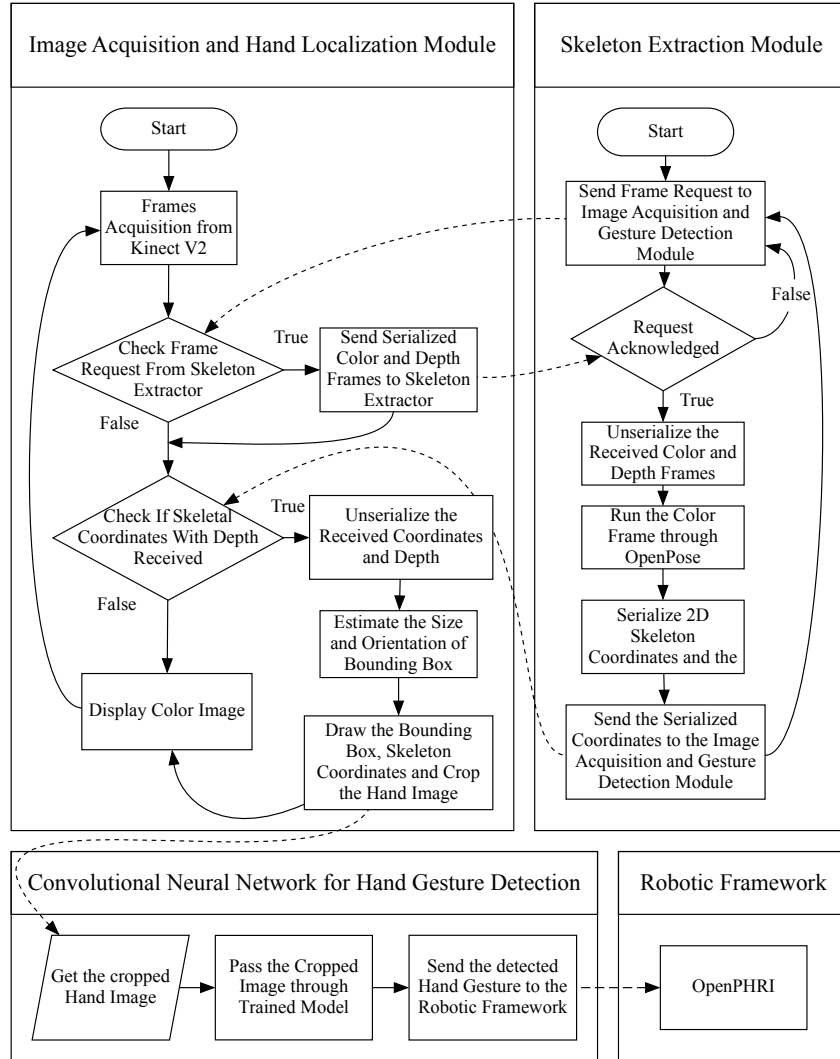 Image Acquisition and Hand Localization Module
Start
Frames
Acquisition from
Kinect V2
Check Frame
Request From Skeleton
Extractor
True
Send Serialized
Color and Depth
Frames to Skeleton
Extractor
False
Check If Skeletal
Coordinates With Depth
Received
True
Unserialize the
Received Coordinates
and Depth
False
Estimate the Size
and Orientation of
Bounding Box
Display Color Image
Draw the Bounding
Box, Skeleton
Coordinates and Crop
the Hand Image
Skeleton Extraction Module
Start
Send Frame Request to
Image Acquisition and
Gesture Detection
Module
False
Request
Acknowledged
True
Unserialize the
Received Color and
Depth Frames
Run the Color
Frame through
OpenPose
Serialize 2D
Skeleton
Coordinates and the
Send the Serialized
Coordinates to the Image
Acquisition and Gesture
Detection Module
Convolutional Neural Network for Hand Gesture Detection
Get the cropped
Hand Image
Pass the Cropped
Image through
Trained Model
Send the detected
Hand Gesture to the
Robotic Framework
Robotic Framework
OpenPHRI